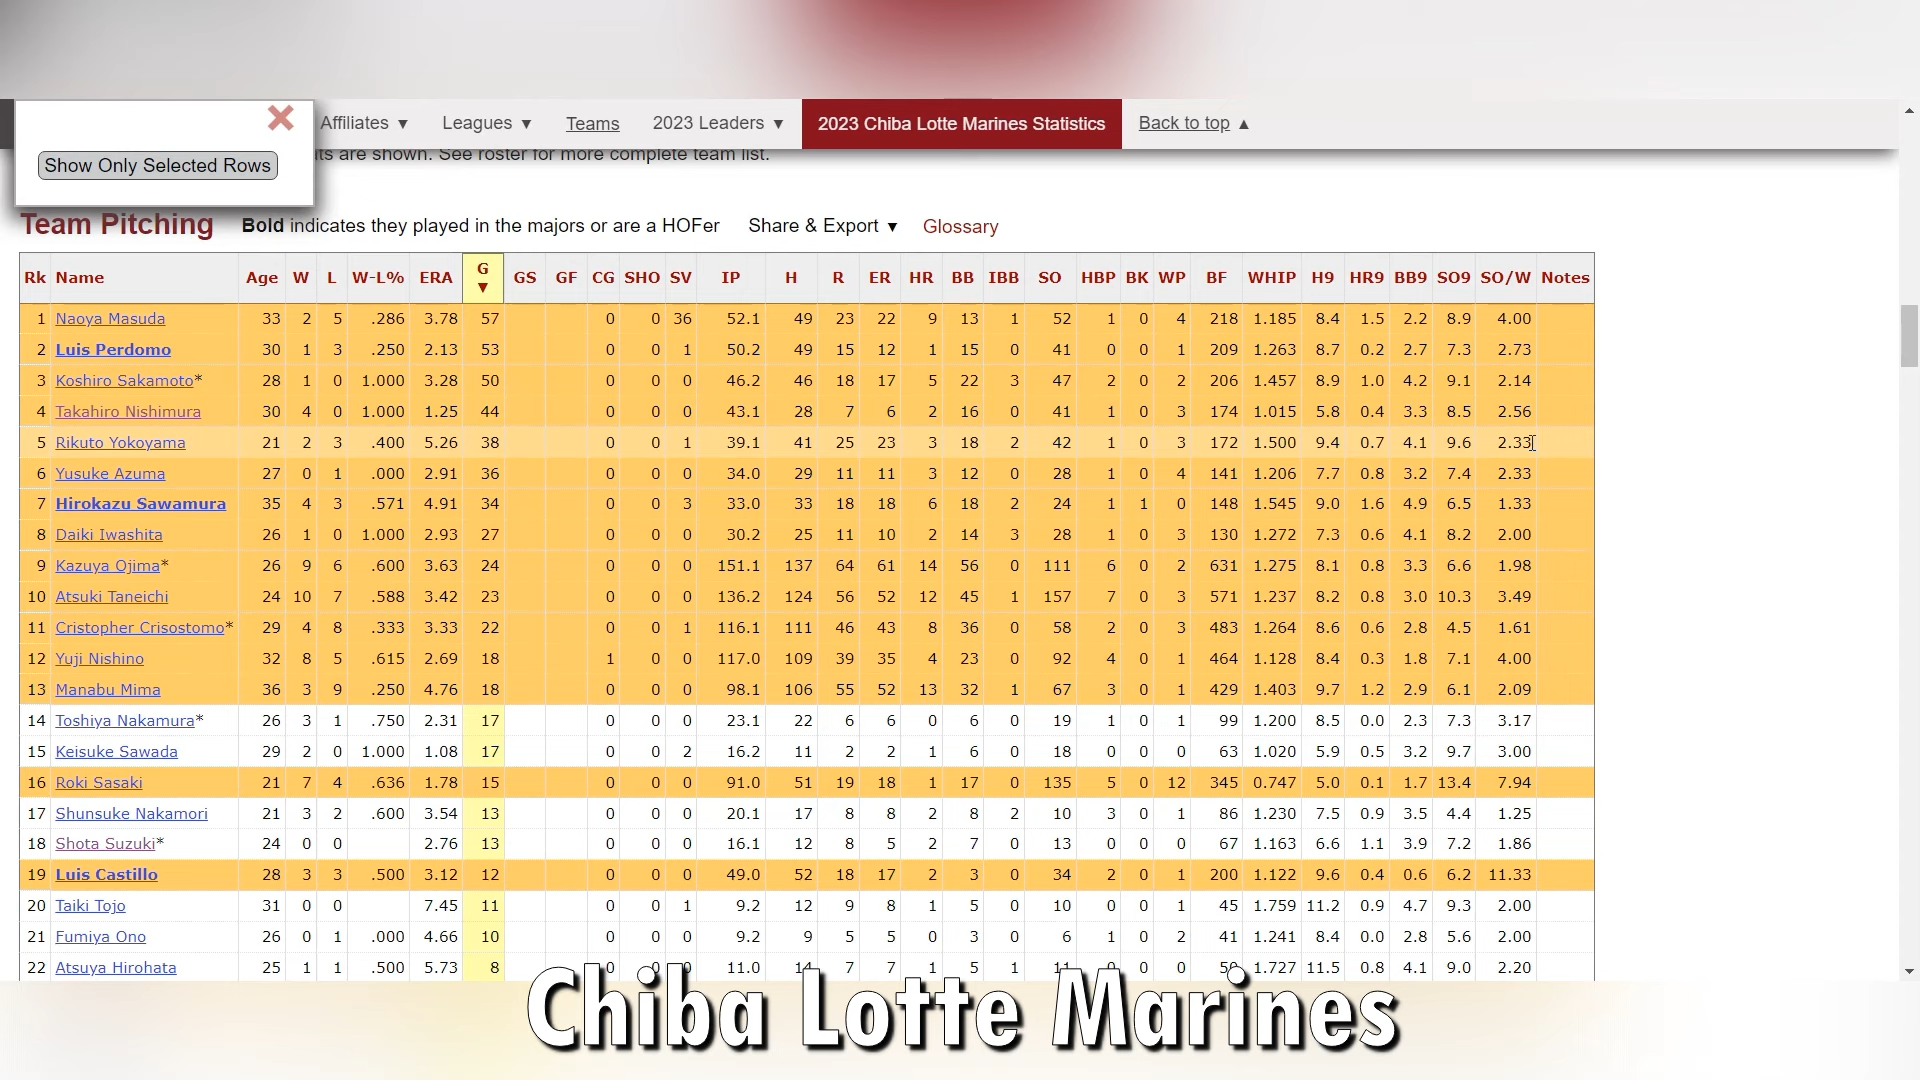 Affiliates ▼ Leagues ▼ Teams 2023 Leaders ▼ 2023 Chiba Lotte Marines Statistics Back to top ▲
Show Only Selected Rows
ts are shown. See roster for more complete team list.
Team Pitching Bold indicates they played in the majors or are a HOFer Share & Export ▼ Glossary
Rk Name Age W L W-L% ERA G ▼ GS GF CG SHO SV IP H R ER HR BB IBB SO HBP BK WP BF WHIP H9 HR9 BB9 SO9 SO/W Notes
1 Naoya Masuda 33 2 5 .286 3.78 57 0 0 36 52.1 49 23 22 9 13 1 52 1 0 4 218 1.185 8.4 1.5 2.2 8.9 4.00
2 Luis Perdomo 30 1 3 .250 2.13 53 0 0 1 50.2 49 15 12 1 15 0 41 0 0 1 209 1.263 8.7 0.2 2.7 7.3 2.73
3 Koshiro Sakamoto* 28 1 0 1.000 3.28 50 0 0 0 46.2 46 18 17 5 22 3 47 2 0 2 206 1.457 8.9 1.0 4.2 9.1 2.14
4 Takahiro Nishimura 30 4 0 1.000 1.25 44 0 0 0 43.1 28 7 6 2 16 0 41 1 0 3 174 1.015 5.8 0.4 3.3 8.5 2.56
5 Rikuto Yokoyama 21 2 3 .400 5.26 38 0 0 1 39.1 41 25 23 3 18 2 42 1 0 3 172 1.500 9.4 0.7 4.1 9.6 2.33
6 Yusuke Azuma 27 0 1 .000 2.91 36 0 0 0 34.0 29 11 11 3 12 0 28 1 0 4 141 1.206 7.7 0.8 3.2 7.4 2.33
7 Hirokazu Sawamura 35 4 3 .571 4.91 34 0 0 3 33.0 33 18 18 6 18 2 24 1 1 0 148 1.545 9.0 1.6 4.9 6.5 1.33
8 Daiki Iwashita 26 1 0 1.000 2.93 27 0 0 0 30.2 25 11 10 2 14 3 28 1 0 3 130 1.272 7.3 0.6 4.1 8.2 2.00
9 Kazuya Ojima* 26 9 6 .600 3.63 24 0 0 0 151.1 137 64 61 14 56 0 111 6 0 2 631 1.275 8.1 0.8 3.3 6.6 1.98
10 Atsuki Taneichi 24 10 7 .588 3.42 23 0 0 0 136.2 124 56 52 12 45 1 157 7 0 3 571 1.237 8.2 0.8 3.0 10.3 3.49
11 Cristopher Crisostomo* 29 4 8 .333 3.33 22 0 0 1 116.1 111 46 43 8 36 0 58 2 0 3 483 1.264 8.6 0.6 2.8 4.5 1.61
12 Yuji Nishino 32 8 5 .615 2.69 18 1 0 0 117.0 109 39 35 4 23 0 92 4 0 1 464 1.128 8.4 0.3 1.8 7.1 4.00
13 Manabu Mima 36 3 9 .250 4.76 18 0 0 0 98.1 106 55 52 13 32 1 67 3 0 1 429 1.403 9.7 1.2 2.9 6.1 2.09
14 Toshiya Nakamura* 26 3 1 .750 2.31 17 0 0 0 23.1 22 6 6 0 6 0 19 1 0 1 99 1.200 8.5 0.0 2.3 7.3 3.17
15 Keisuke Sawada 29 2 0 1.000 1.08 17 0 0 2 16.2 11 2 2 1 6 0 18 0 0 0 63 1.020 5.9 0.5 3.2 9.7 3.00
16 Roki Sasaki 21 7 4 .636 1.78 15 0 0 0 91.0 51 19 18 1 17 0 135 5 0 12 345 0.747 5.0 0.1 1.7 13.4 7.94
17 Shunsuke Nakamori 21 3 2 .600 3.54 13 0 0 0 20.1 17 8 8 2 8 2 10 3 0 1 86 1.230 7.5 0.9 3.5 4.4 1.25
18 Shota Suzuki* 24 0 0 2.76 13 0 0 0 16.1 12 8 5 2 7 0 13 0 0 0 67 1.163 6.6 1.1 3.9 7.2 1.86
19 Luis Castillo 28 3 3 .500 3.12 12 0 0 0 49.0 52 18 17 2 3 0 34 2 0 1 200 1.122 9.6 0.4 0.6 6.2 11.33
20 Taiki Tojo 31 0 0 7.45 11 0 0 1 9.2 12 9 8 1 5 0 10 0 0 1 45 1.759 11.2 0.9 4.7 9.3 2.00
21 Fumiya Ono 26 0 1 .000 4.66 10 0 0 0 9.2 9 5 5 0 3 0 6 1 0 2 41 1.241 8.4 0.0 2.8 5.6 2.00
22 Atsuya Hirohata 25 1 1 .500 5.73 8 0 0 0 11.0 14 7 7 1 5 1 11 0 0 0 1.727 11.5 0.8 4.1 9.0 2.20
Chiba Lotte Marines